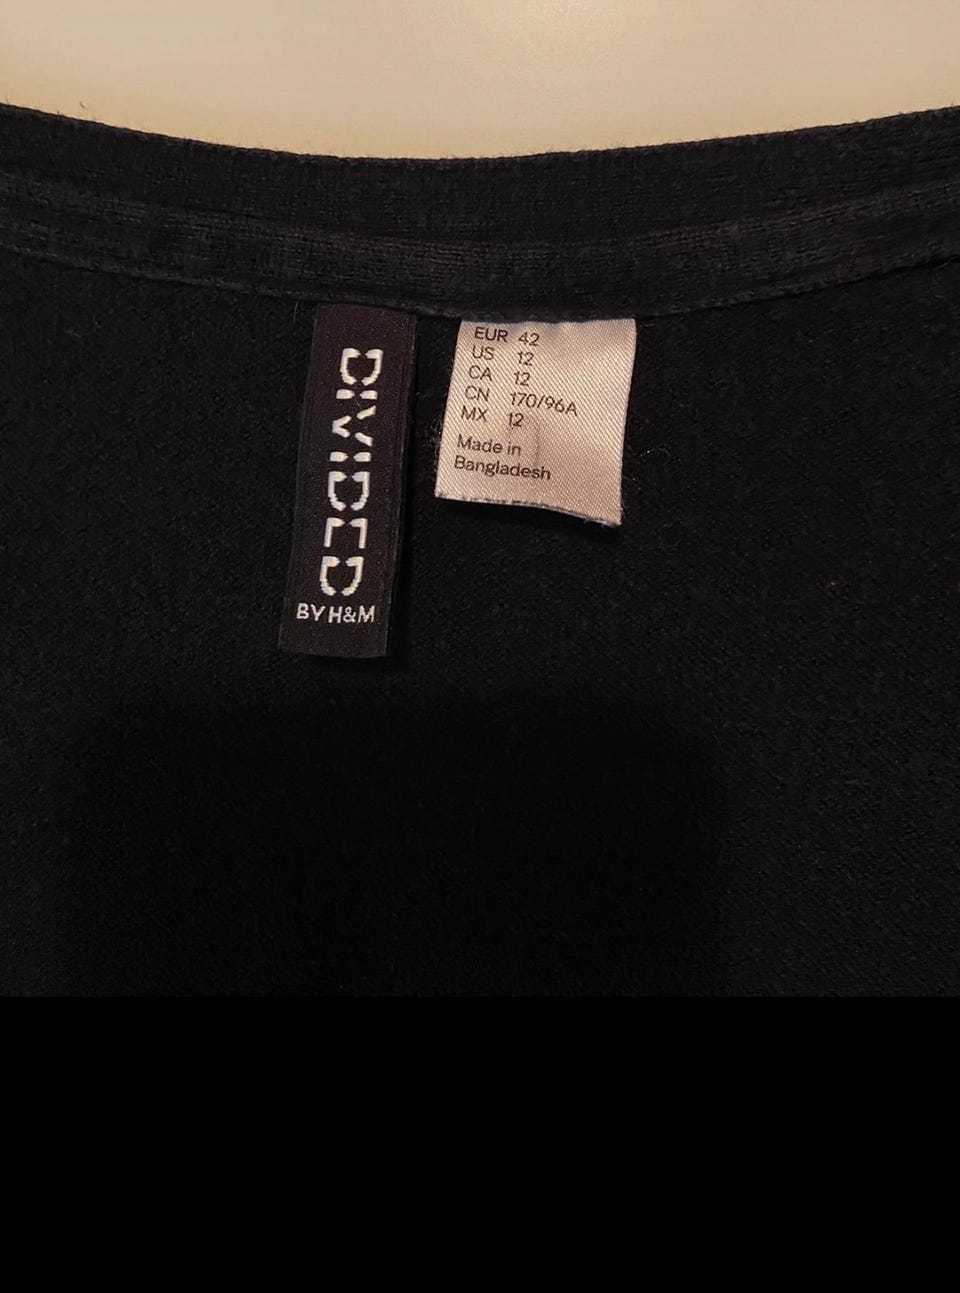 DIVIDED
BY H&M
EUR 42
US 12
CA 12
CN 170/96A
MX 12
Made in
Bangladesh